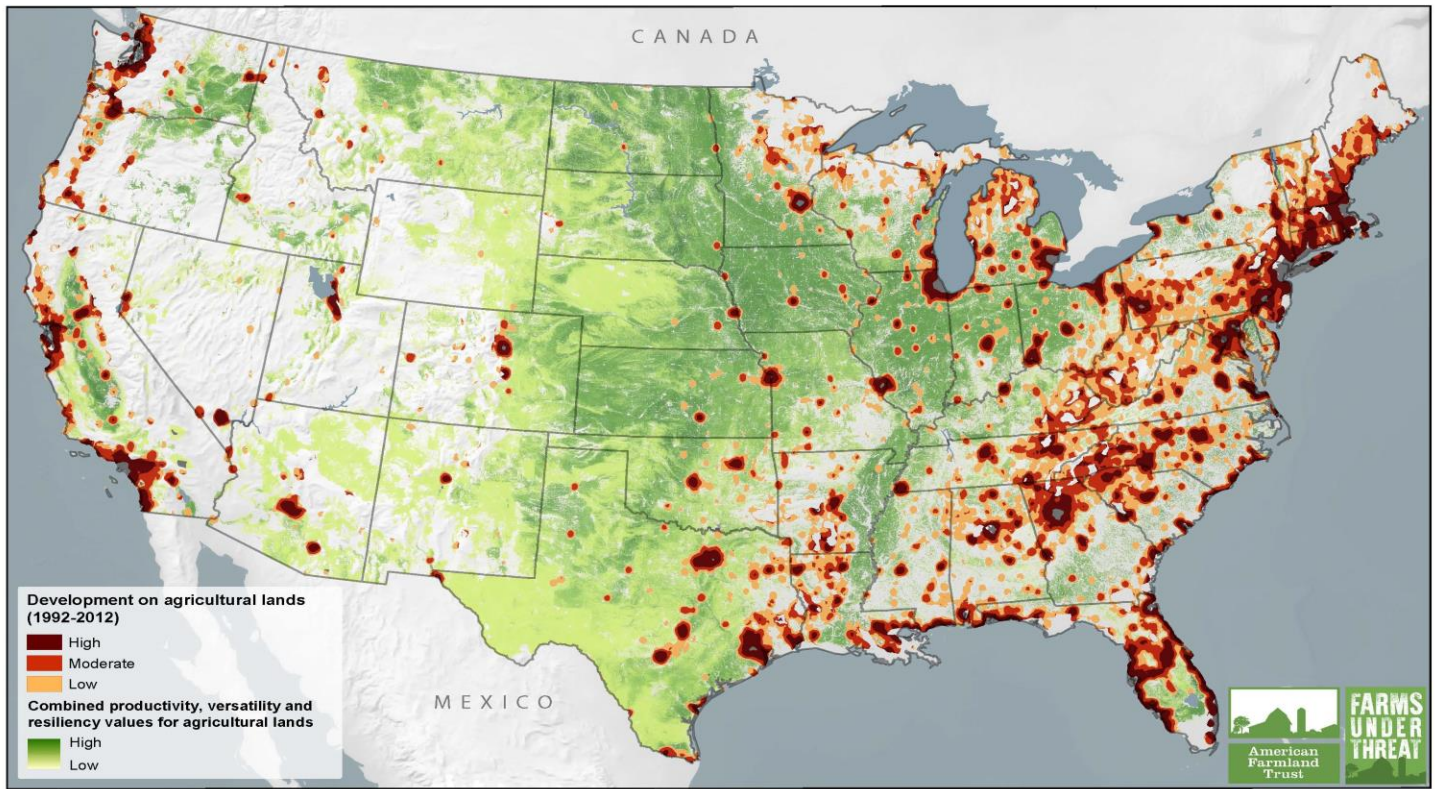 CANADA
MEXICO
Development on agricultural lands
(1992-2012)
High
Moderate
Low
Combined productivity, versatility and
resiliency values for agricultural lands
High
Low
American
Farmland
Trust
FARMS
UNDER
THREAT